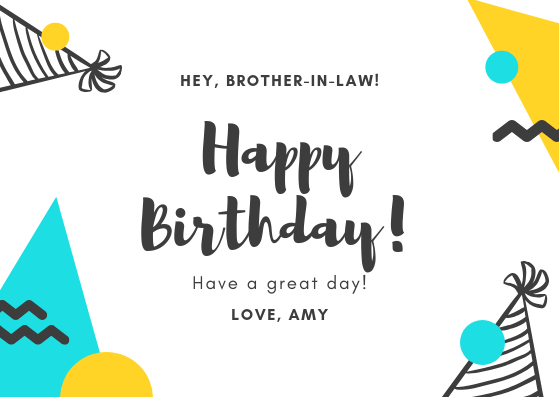 HEY, BROTHER-IN-LAW!
Happy
Birthday!
Have a great day!
LOVE, AMY